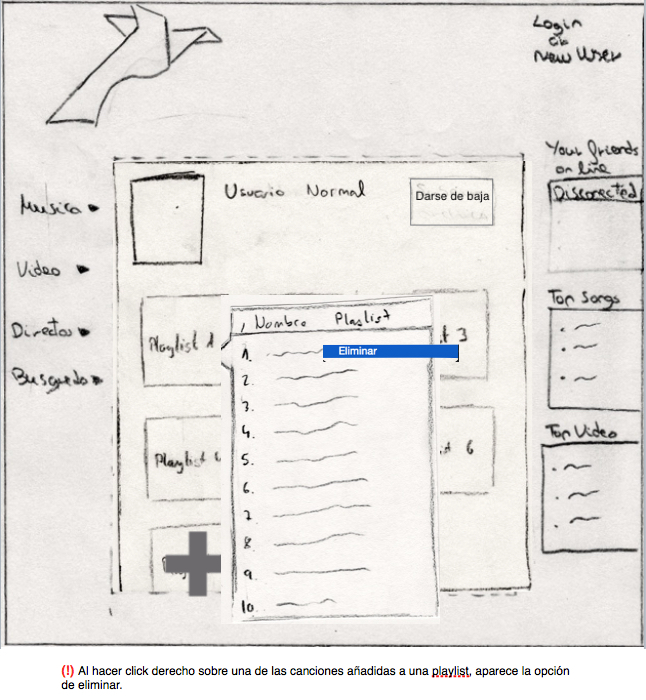 Login
or
New User
Your friends
on line
Disconected
Musica
Video
Directos
Busqueda
Usuario Normal
Darse de baja
Playlist 1
t 3
Playlist
st 6
Nombre Playlist
Eliminar
1.
2.
3.
4.
5.
6.
7.
8.
9.
10.
Top Songs
Top Video
(!) Al hacer click derecho sobre una de las canciones añadidas a una playlist, aparece la opción
de eliminar.